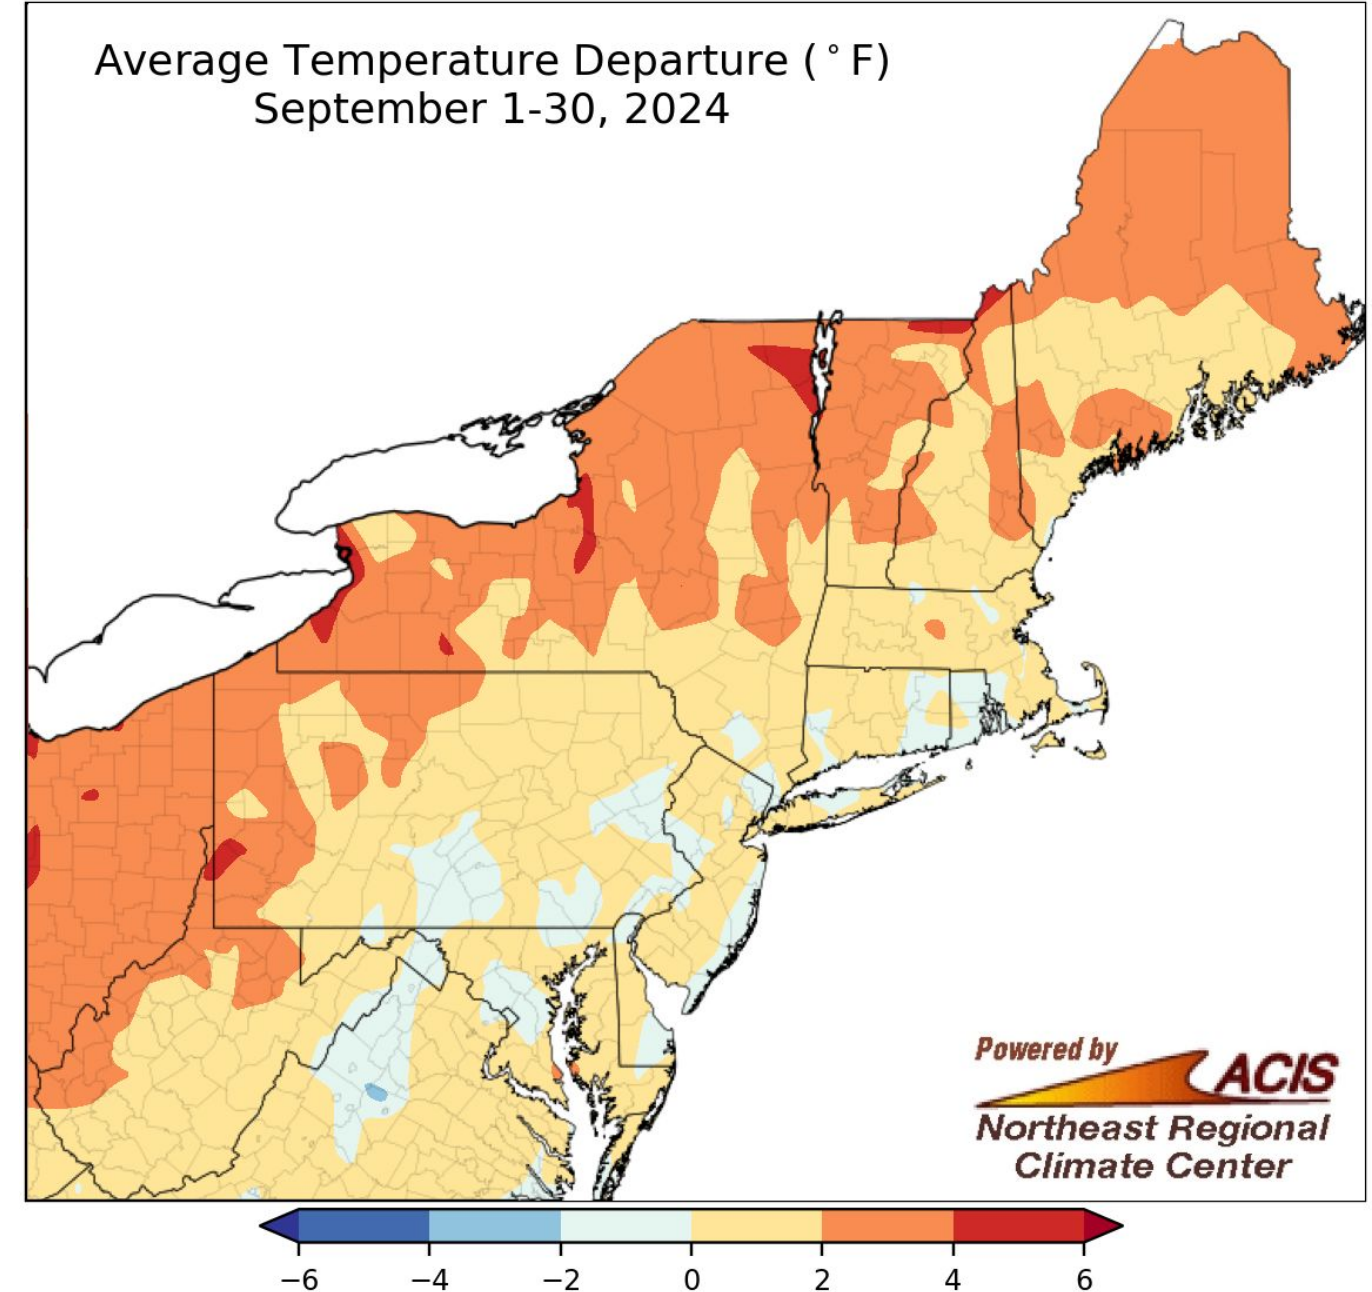 Average Temperature Departure (°F)
September 1-30, 2024
Powered by
ACIS
Northeast Regional
Climate Center
−6 −4 −2 0 2 4 6